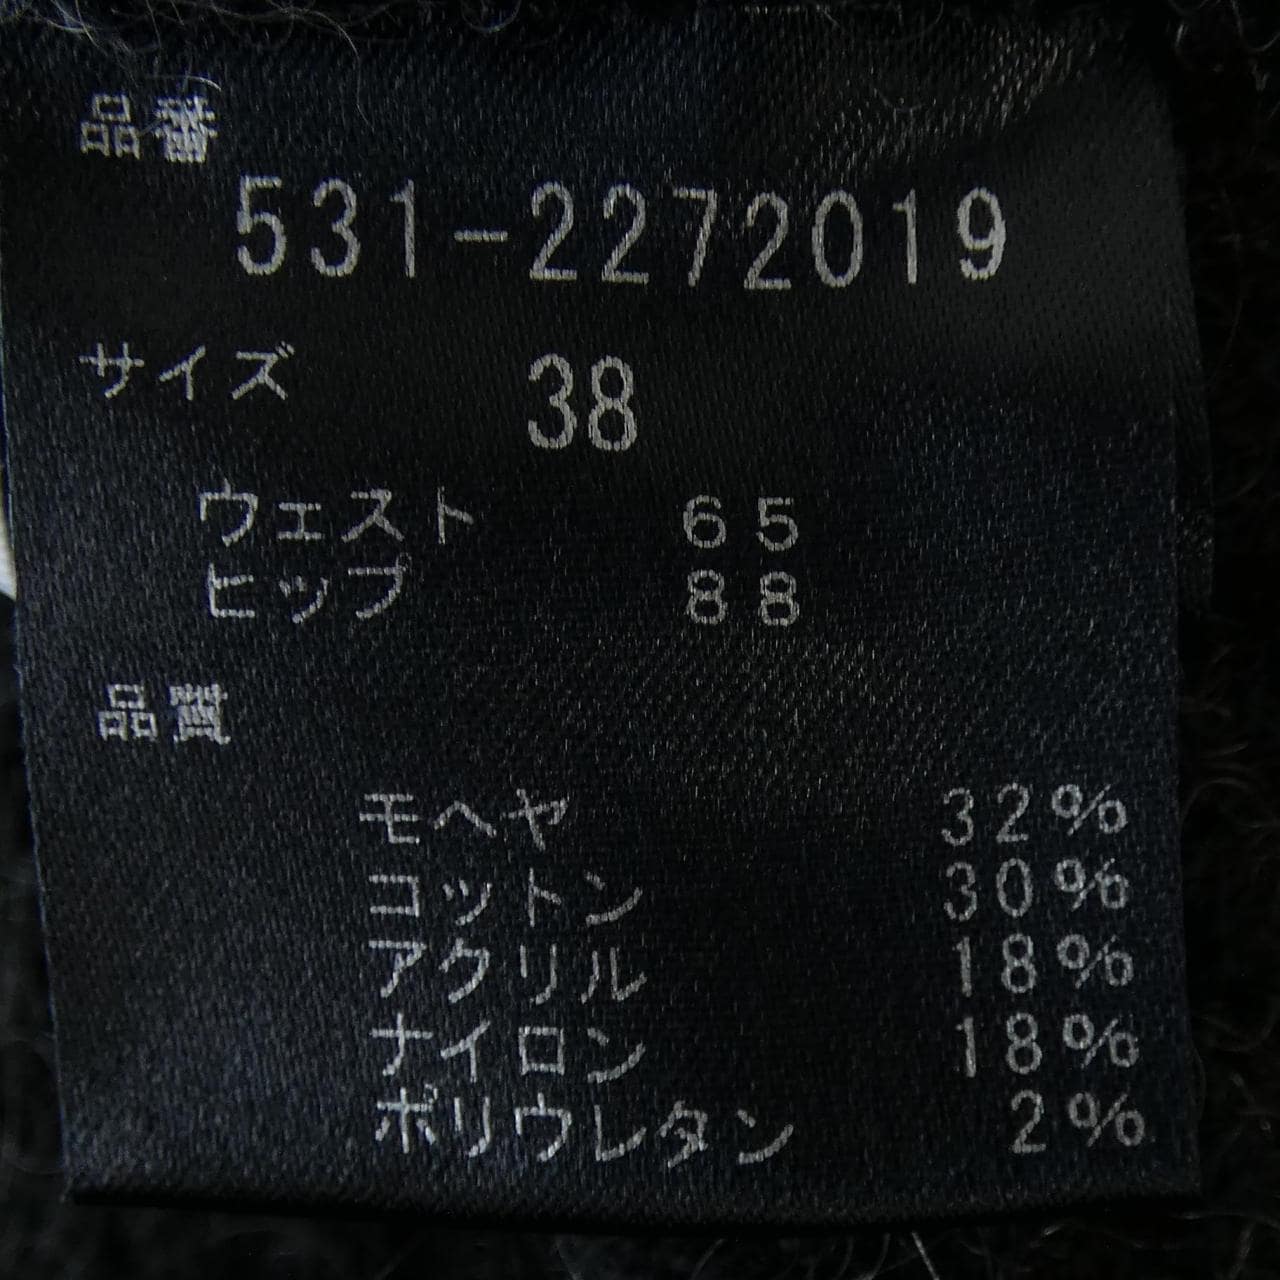 品番
531-2272019
サイズ 38
ウェスト 65
ヒップ 88
品質
モヘヤ 32%
コットン 30%
アクリル 18%
ナイロン 18%
ポリウレタン 2%